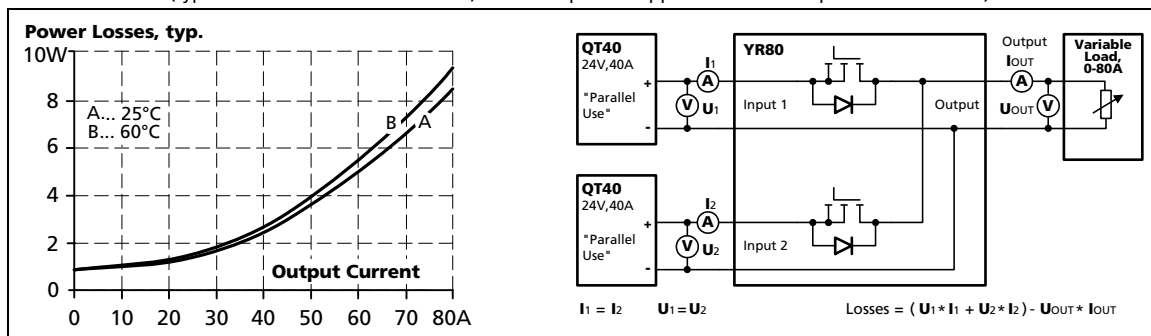 Power Losses, typ.
10W
8
6
4
2
0
A... 25°C
B... 60°C
B
A
Output Current
0 10 20 30 40 50 60 70 80A
QT40
24V,40A
"Parallel
Use"
+
-
I1
A
V U1
YR80
Input 1
Output
Output
IOUT
A
UOUT V
Variable
Load,
0-80A
QT40
24V,40A
"Parallel
Use"
+
-
I2
A
V U2
Input 2
I1 = I2 U1=U2 Losses = ( U1* I1 + U2* I2 ) - UOUT* IOUT